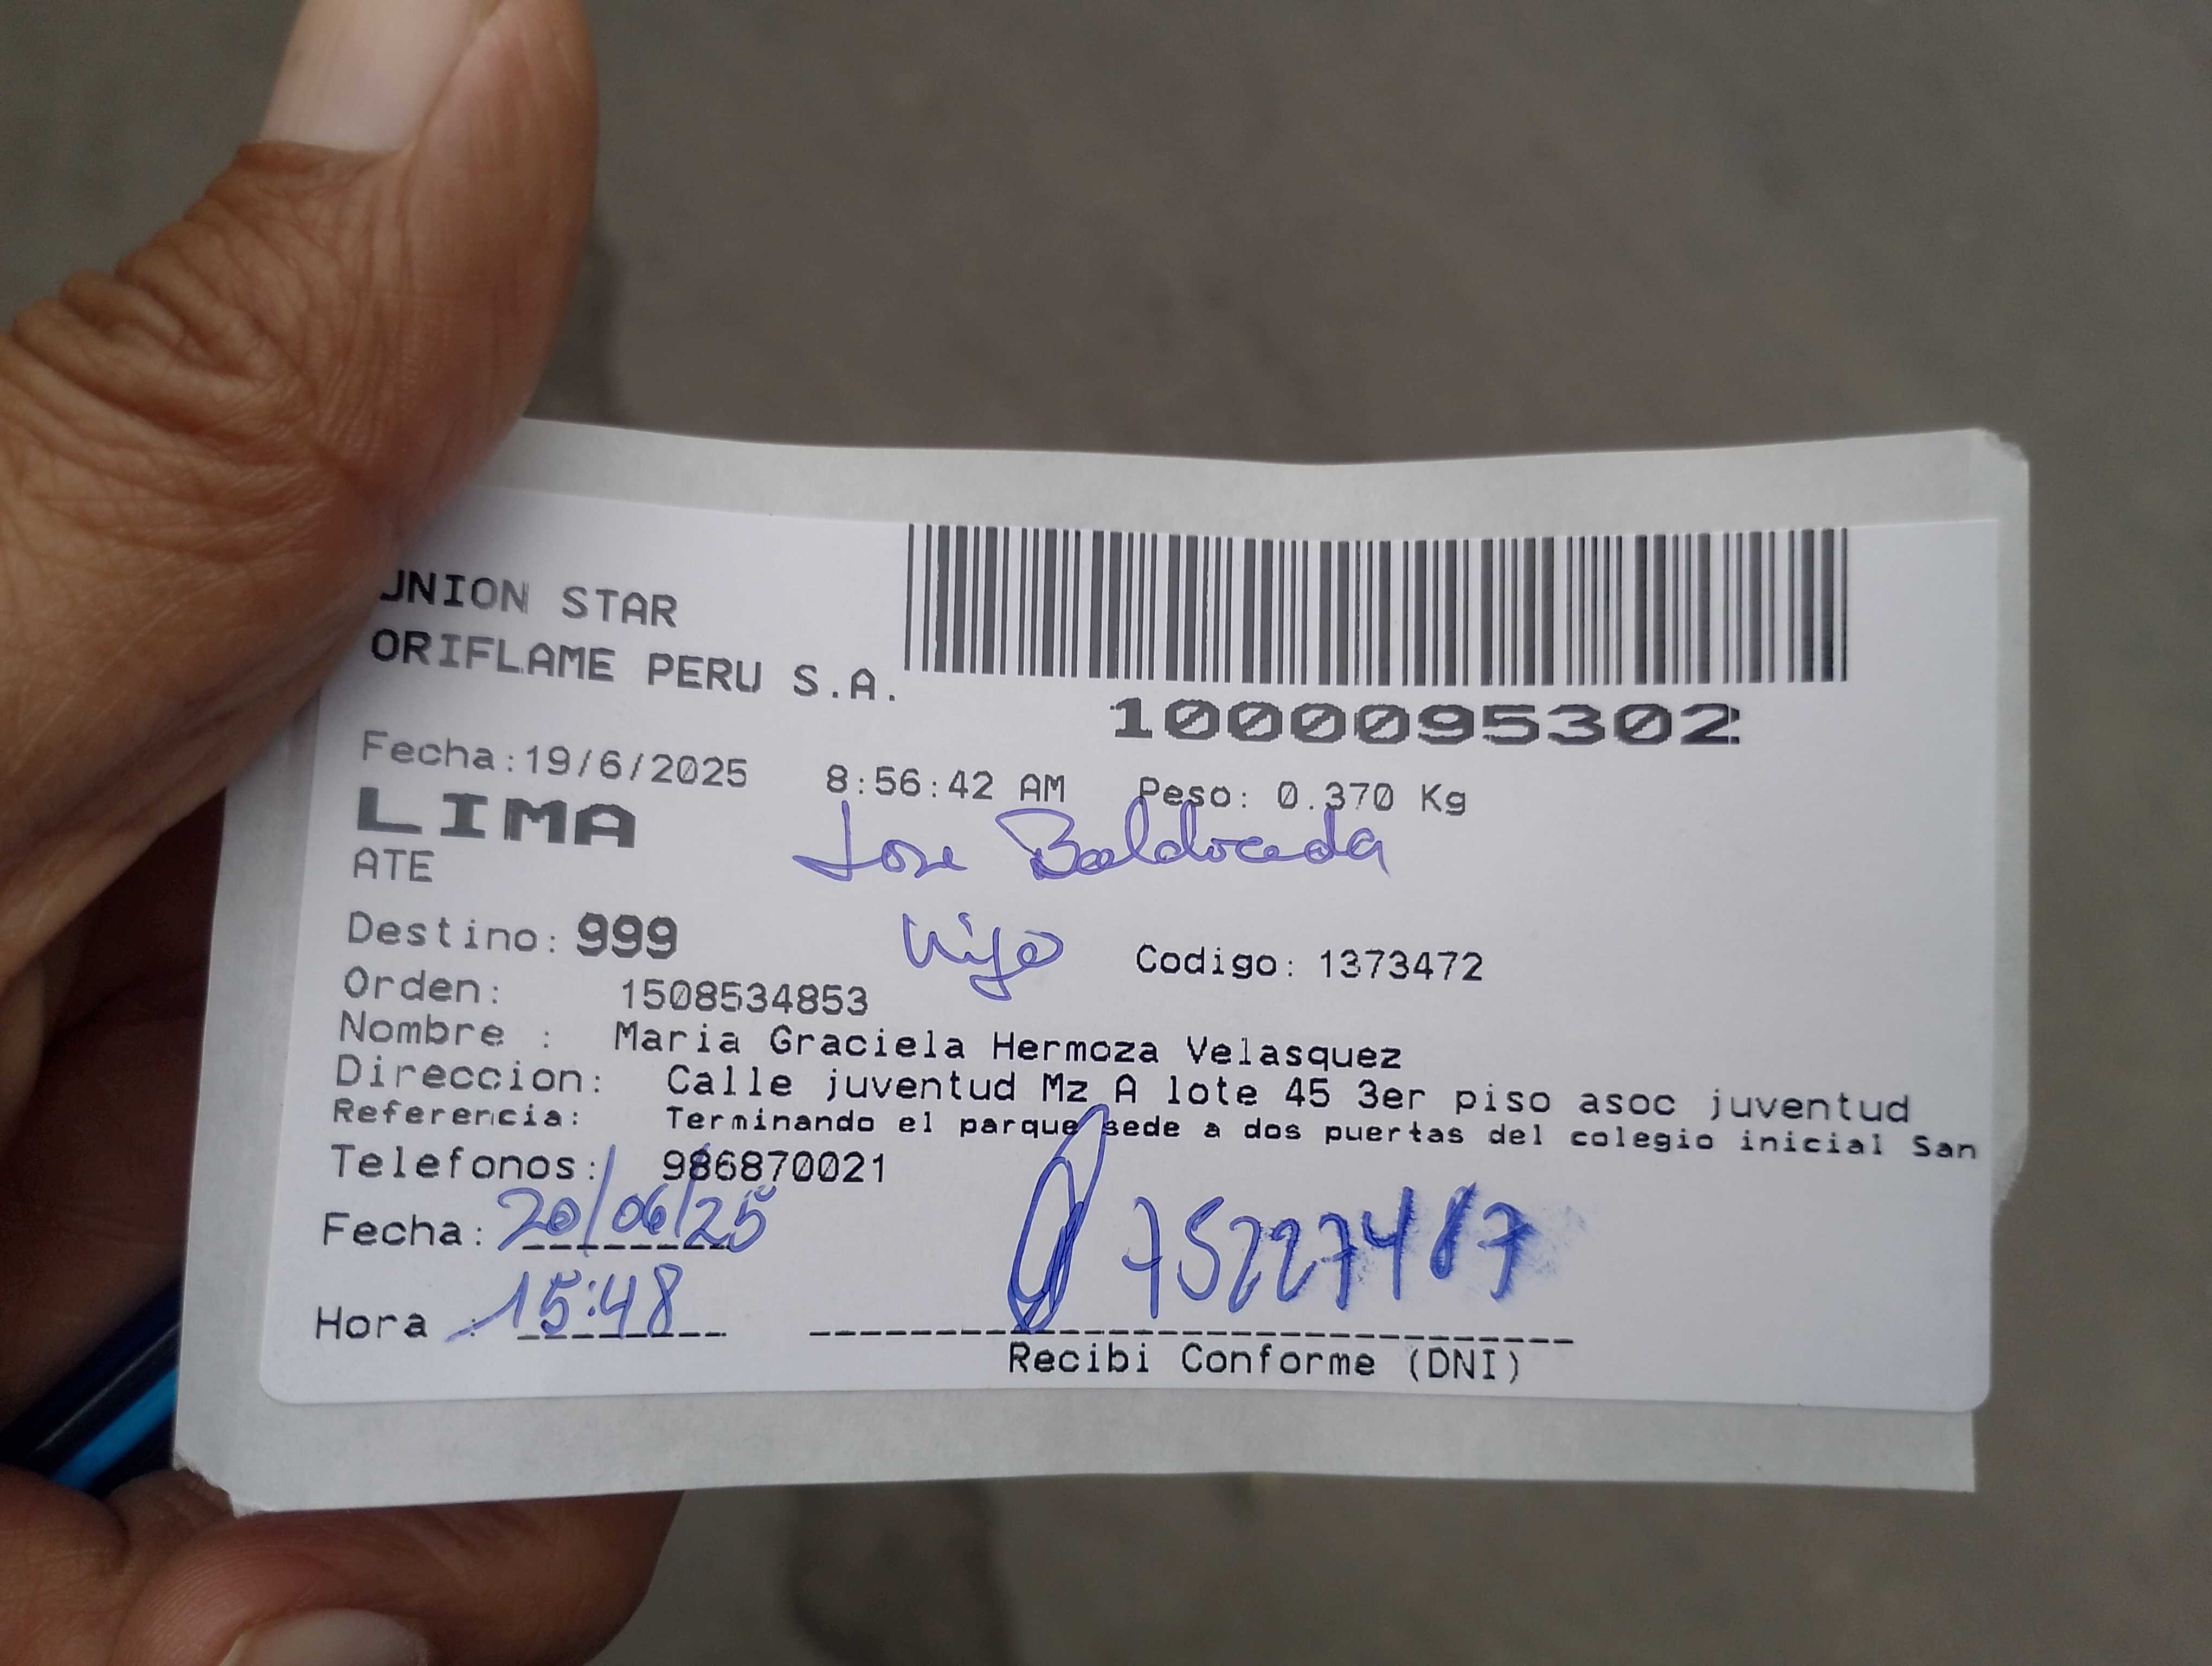 UNION STAR
ORIFLAME PERU S.A.
1000095302
Fecha:19/6/2025 8:56:42 AM Peso: 0.370 Kg
LIMA
ATE
Jose Baldoceda
Hijo
Destino: 999 Codigo: 1373472
Orden: 1508534853
Nombre : Maria Graciela Hermoza Velasquez
Direccion: Calle juventud Mz A lote 45 3er piso asoc juventud
Referencia: Terminando el parque sede a dos puertas del colegio inicial San
Telefonos: 986870021
Fecha: 20/06/25
Hora : 15:48
Recibi Conforme (DNI)